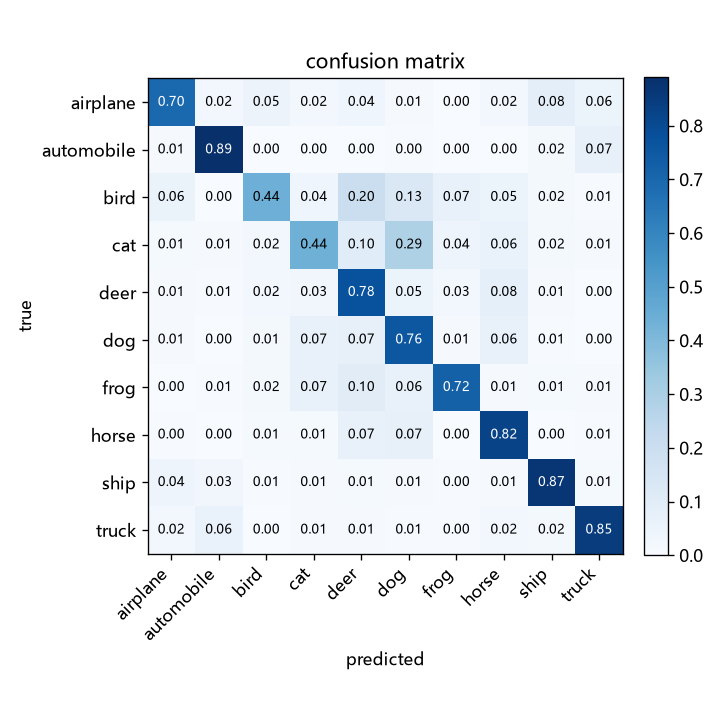 confusion matrix
airplane 0.70 0.02 0.05 0.02 0.04 0.01 0.00 0.02 0.08 0.06
automobile 0.01 0.89 0.00 0.00 0.00 0.00 0.00 0.00 0.02 0.07
bird 0.06 0.00 0.44 0.04 0.20 0.13 0.07 0.05 0.02 0.01
cat 0.01 0.01 0.02 0.44 0.10 0.29 0.04 0.06 0.02 0.01
deer 0.01 0.01 0.02 0.03 0.78 0.05 0.03 0.08 0.01 0.00
dog 0.01 0.00 0.01 0.07 0.07 0.76 0.01 0.06 0.01 0.00
frog 0.00 0.01 0.02 0.07 0.10 0.06 0.72 0.01 0.01 0.01
horse 0.00 0.00 0.01 0.01 0.07 0.07 0.00 0.82 0.00 0.01
ship 0.04 0.03 0.01 0.01 0.01 0.01 0.00 0.01 0.87 0.01
truck 0.02 0.06 0.00 0.01 0.01 0.01 0.00 0.02 0.02 0.85
airplane automobile bird cat deer dog frog horse ship truck
predicted
true
0.8
0.7
0.6
0.5
0.4
0.3
0.2
0.1
0.0